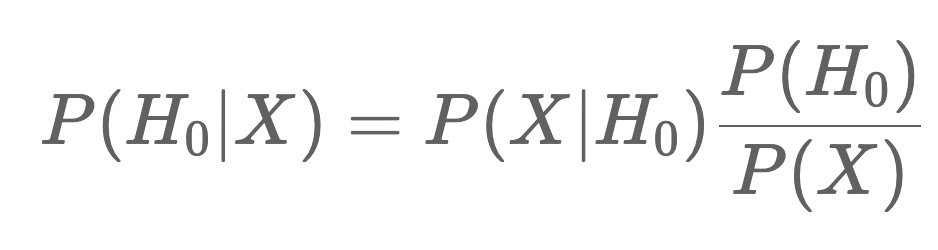 P(H₀|X) = P(X|H₀) P(H₀)/P(X)